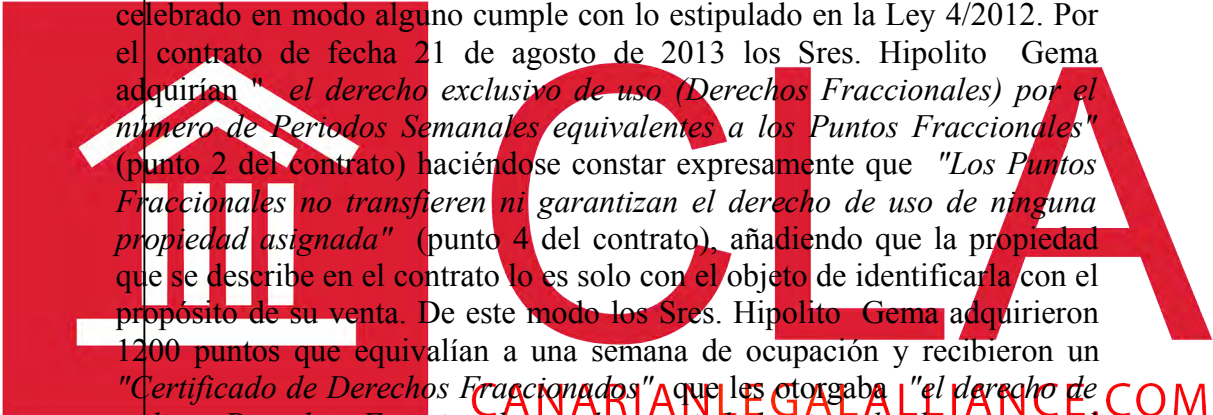 celebrado en modo alguno cumple con lo estipulado en la Ley 4/2012. Por
el contrato de fecha 21 de agosto de 2013 los Sres. Hipolito Gema
adquirían " el derecho exclusivo de uso (Derechos Fraccionales) por el
número de Periodos Semanales equivalentes a los Puntos Fraccionales"
(punto 2 del contrato) haciéndose constar expresamente que "Los Puntos
Fraccionales no transfieren ni garantizan el derecho de uso de ninguna
propiedad asignada" (punto 4 del contrato), añadiendo que la propiedad
que se describe en el contrato lo es solo con el objeto de identificarla con el
propósito de su venta. De este modo los Sres. Hipolito Gema adquirieron
1200 puntos que equivalían a una semana de ocupación y recibieron un
"Certificado de Derechos Fraccionados" que les otorgaba "el derecho de
CLA
CANARIANLEGALALLIANCE.COM